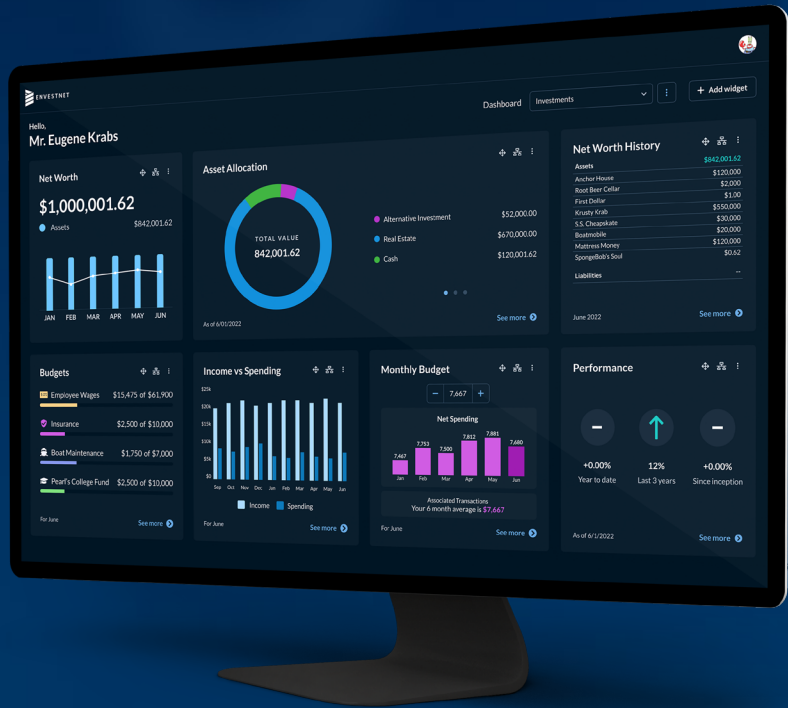 ENVESTNET
Dashboard
Investments
+ Add widget
Hello,
Mr. Eugene Krabs
Net Worth
$1,000,001.62
Assets $842,001.62
JAN FEB MAR APR MAY JUN
Asset Allocation
TOTAL VALUE
842,001.62
Alternative Investment $52,000.00
Real Estate $670,000.00
Cash $120,001.62
As of 6/01/2022
See more
Net Worth History
$842,001.62
Assets
Anchor House $120,000
Root Beer Cellar $2,000
First Dollar $1.00
Krusty Krab $550,000
S.S. Cheapskate $30,000
Boatmobile $20,000
Mattress Money $120,000
SpongeBob's Soul $0.62
Liabilities --
June 2022
See more
Budgets
Employee Wages $15,475 of $61,900
Insurance $2,500 of $10,000
Boat Maintenance $1,750 of $7,000
Pearl's College Fund $2,500 of $10,000
For June
See more
Income vs Spending
$25k
$20k
$15k
$10k
$5k
$0
Sep Oct Nov Dec Jan Feb Mar Apr May Jun
Income Spending
For June
See more
Monthly Budget
− 7,667 +
Net Spending
7,467 7,753 7,500 7,812 7,881 7,680
Jan Feb Mar Apr May Jun
Associated Transactions
Your 6 month average is $7,667
For June
See more
Performance
+0.00% 12% +0.00%
Year to date Last 3 years Since inception
As of 6/1/2022
See more